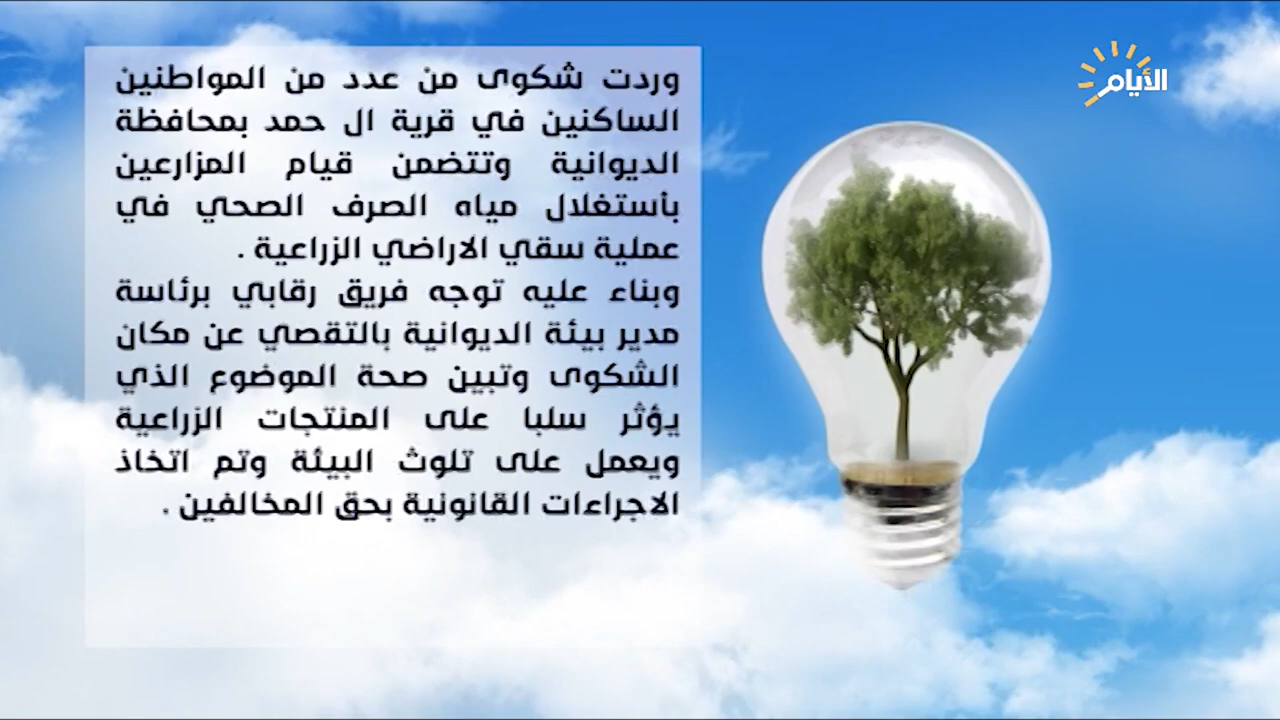 الأيام
وردت شكوى من عدد من المواطنين
الساكنين في قرية ال حمد بمحافظة
الديوانية وتتضمن قيام المزارعين
بأستغلال مياه الصرف الصحي في
عملية سقي الاراضي الزراعية .
وبناء عليه توجه فريق رقابي برئاسة
مدير بيئة الديوانية بالتقصي عن مكان
الشكوى وتبين صحة الموضوع الذي
يؤثر سلبا على المنتجات الزراعية
ويعمل على تلوث البيئة وتم اتخاذ
الاجراءات القانونية بحق المخالفين .